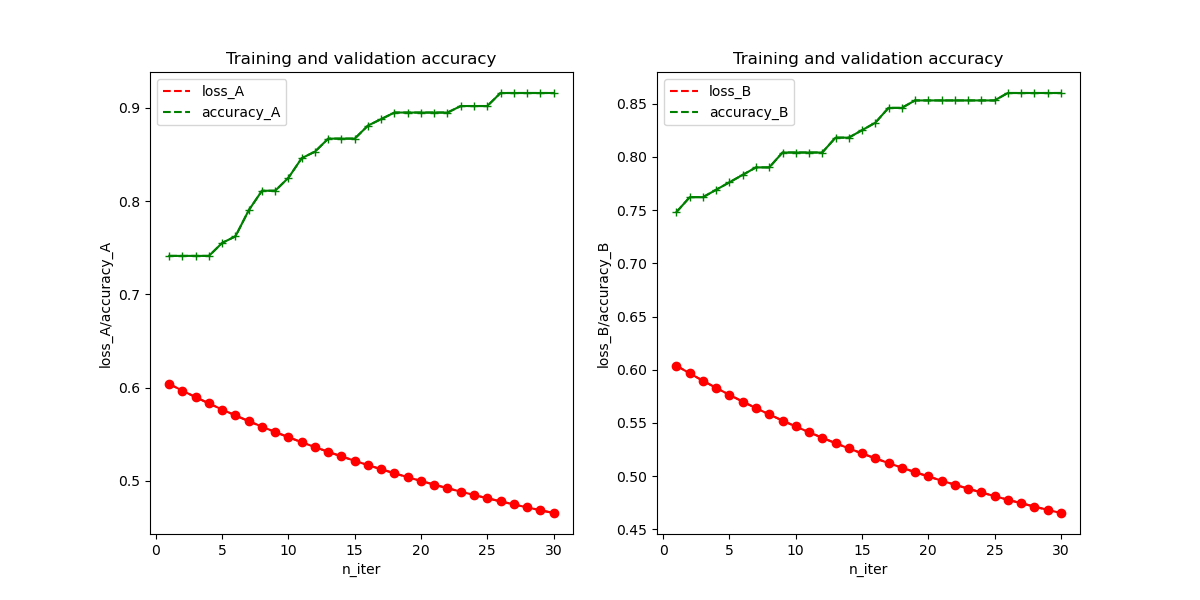 Training and validation accuracy
loss_A
accuracy_A
0.9
0.8
0.7
0.6
0.5
loss_A/accuracy_A
0 5 10 15 20 25 30
n_iter
Training and validation accuracy
loss_B
accuracy_B
0.85
0.80
0.75
0.70
0.65
0.60
0.55
0.50
0.45
loss_B/accuracy_B
0 5 10 15 20 25 30
n_iter